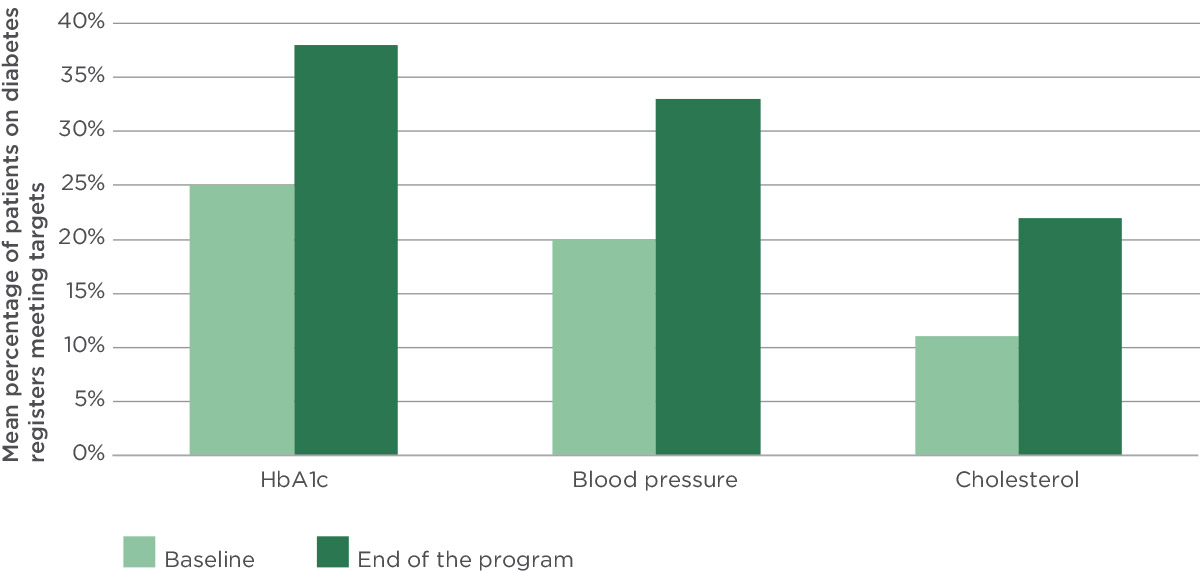 Mean percentage of patients on diabetes
registers meeting targets
40%
35%
30%
25%
20%
15%
10%
5%
0%
HbA1c
Blood pressure
Cholesterol
Baseline
End of the program